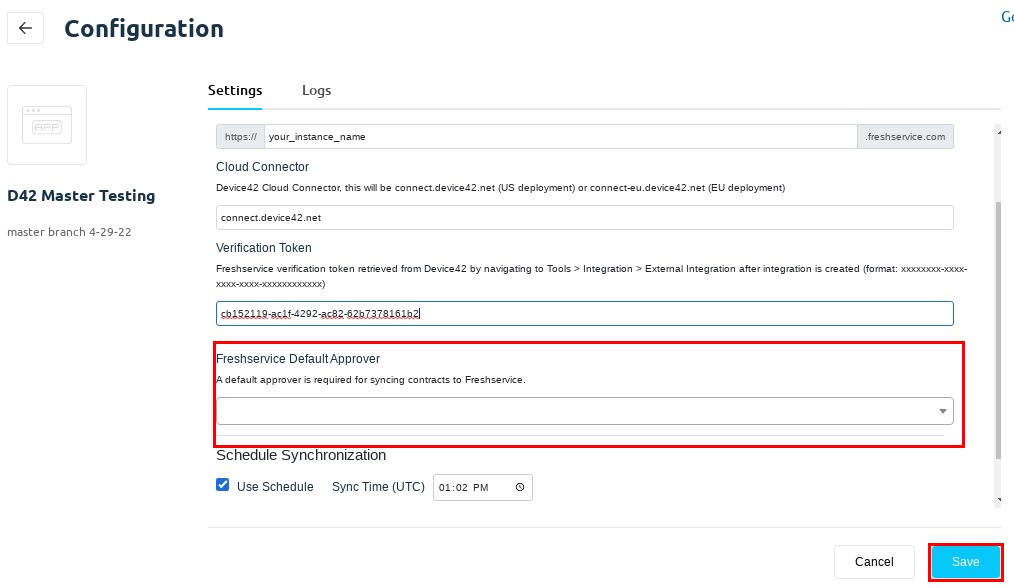 Configuration
Go
APP
D42 Master Testing
master branch 4-29-22
Settings Logs
https:// your_instance_name .freshservice.com
Cloud Connector
Device42 Cloud Connector, this will be connect.device42.net (US deployment) or connect-eu.device42.net (EU deployment)
connect.device42.net
Verification Token
Freshservice verification token retrieved from Device42 by navigating to Tools > Integration > External Integration after integration is created (format: xxxxxxxx-xxxx-
xxxx-xxxx-xxxxxxxxxxxx)
cb152119-ac1f-4292-ac82-62b7378161b2
Freshservice Default Approver
A default approver is required for syncing contracts to Freshservice.
Schedule Synchronization
Use Schedule Sync Time (UTC) 01:02 PM
Cancel Save